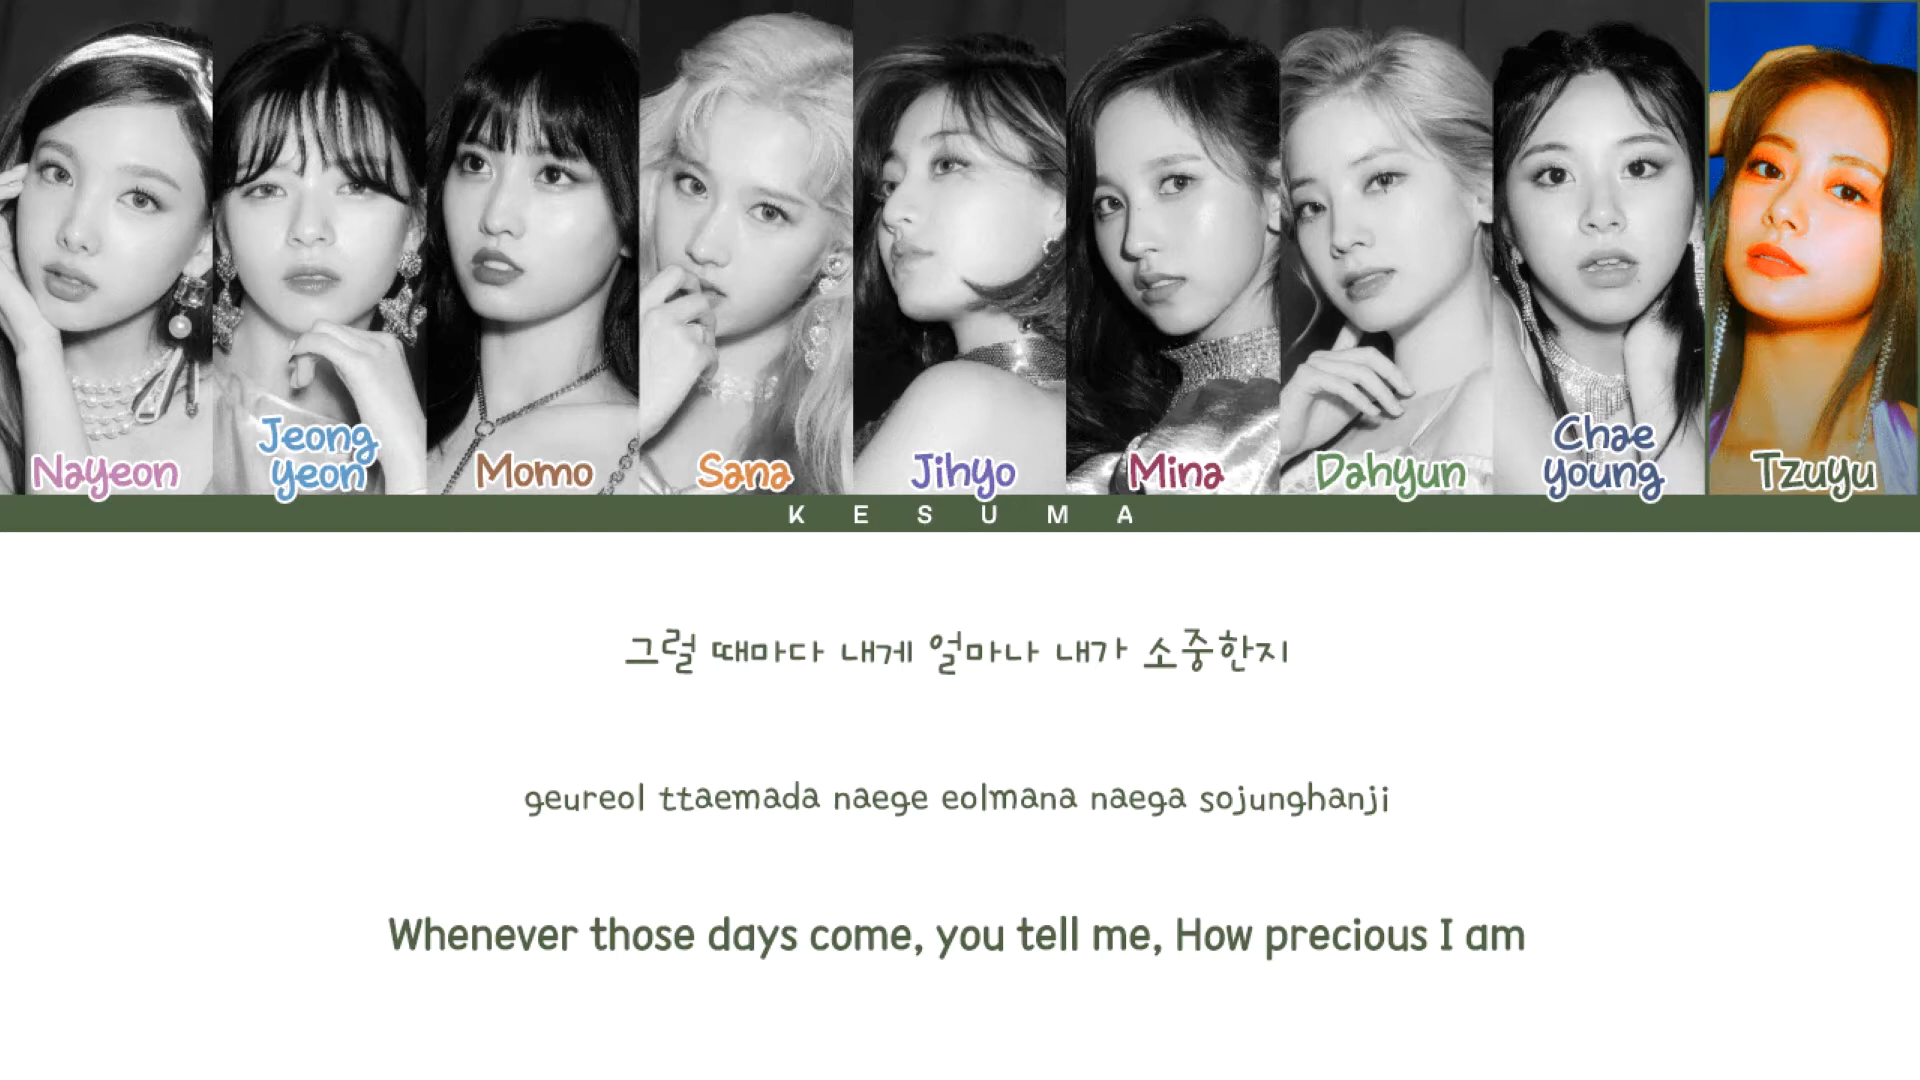 Nayeon
Jeong
yeon
Momo
Sana
Jihyo
Mina
Dahyun
Chae
young
Tzuyu
KESUMA
그럴 때마다 내게 얼마나 내가 소중한지
geureol ttaemada naege eolmana naega sojunghanji
Whenever those days come, you tell me, How precious I am